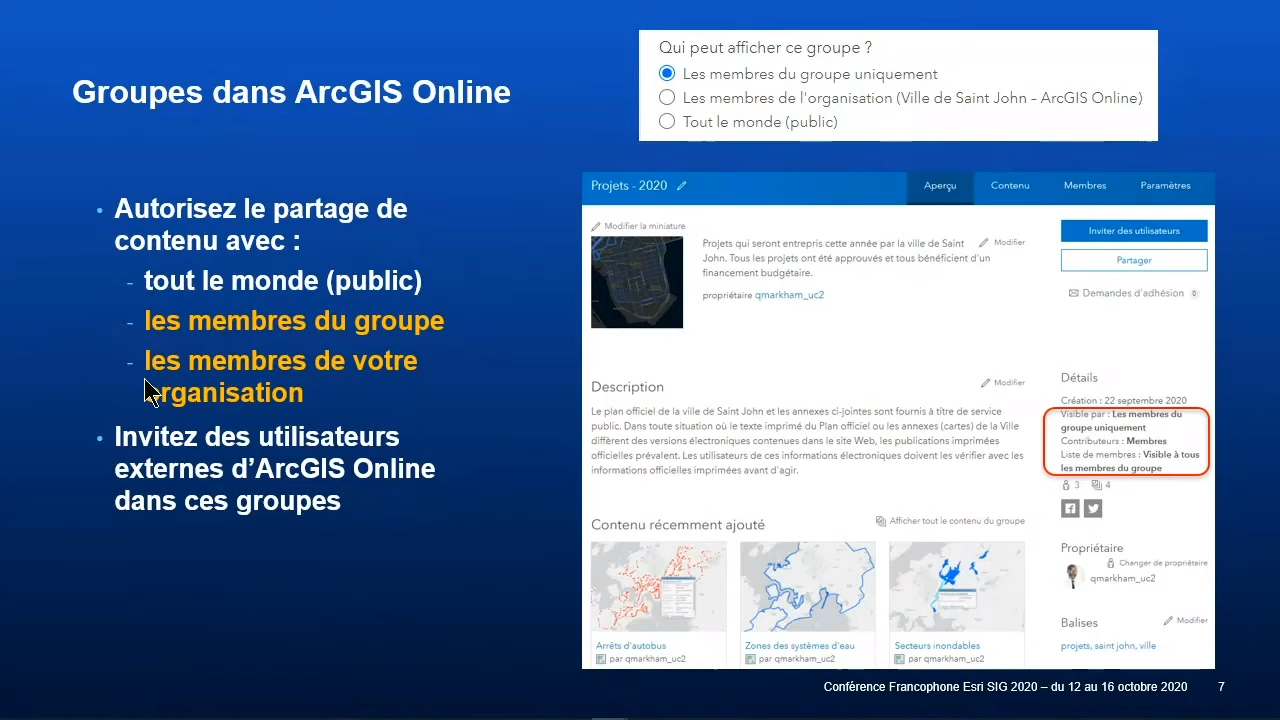 Groupes dans ArcGIS Online
Autorisez le partage de
contenu avec :
tout le monde (public)
les membres du groupe
les membres de votre
organisation
Invitez des utilisateurs
externes d’ArcGIS Online
dans ces groupes
Qui peut afficher ce groupe ?
Les membres du groupe uniquement
Les membres de l'organisation (Ville de Saint John – ArcGIS Online)
Tout le monde (public)
Projets - 2020
Aperçu
Contenu
Membres
Paramètres
Modifier la miniature
Projets qui seront entrepris cette année par la ville de Saint
John. Tous les projets ont été approuvés et tous bénéficient d'un
financement budgétaire.
Modifier
propriétaire qmarkham_uc2
Inviter des utilisateurs
Partager
Demandes d'adhésion 0
Description
Modifier
Le plan officiel de la ville de Saint John et les annexes ci-jointes sont fournis à titre de service
public. Dans toute situation où le texte imprimé du Plan officiel ou les annexes (cartes) de la Ville
diffèrent des versions électroniques contenues dans le site Web, les publications imprimées
officielles prévalent. Les utilisateurs de ces informations électroniques doivent les vérifier avec les
informations officielles imprimées avant d'agir.
Détails
Création : 22 septembre 2020
Visible par : Les membres du
groupe uniquement
Contributeurs : Membres
Liste de membres : Visible à tous
les membres du groupe
3 4
Contenu récemment ajouté
Afficher tout le contenu du groupe
Arrêts d'autobus
par qmarkham_uc2
Zones des systèmes d'eau
par qmarkham_uc2
Secteurs inondables
par qmarkham_uc2
Propriétaire
Changer de propriétaire
qmarkham_uc2
Balises
Modifier
projets, saint john, ville
Conférence Francophone Esri SIG 2020 – du 12 au 16 octobre 2020
7